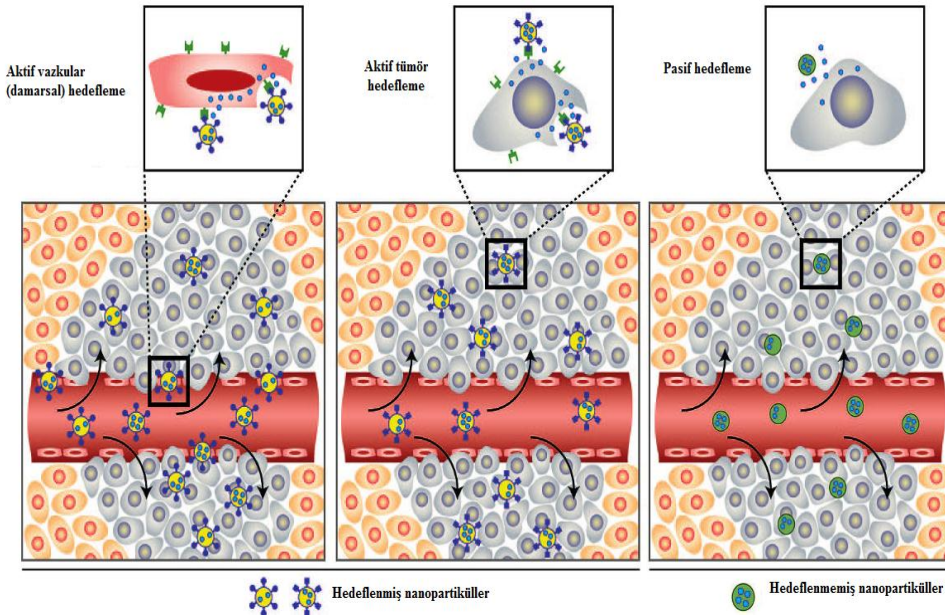 Aktif vazkular
(damarsal) hedefleme
Aktif tümör
hedefleme
Pasif hedefleme
Hedeflenmiş nanopartiküller
Hedeflenmemiş nanopartiküller